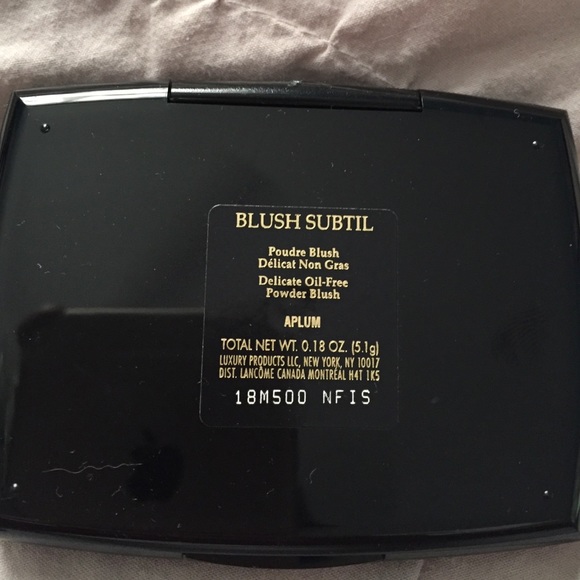 BLUSH SUBTIL
Poudre Blush
Délicat Non Gras
Delicate Oil-Free
Powder Blush
APLUM
TOTAL NET WT. 0.18 OZ. (5.1g)
LUXURY PRODUCTS LLC, NEW YORK, NY 10017
DIST. LANCÔME CANADA MONTRÉAL H4T 1K5
18M500 NFIS